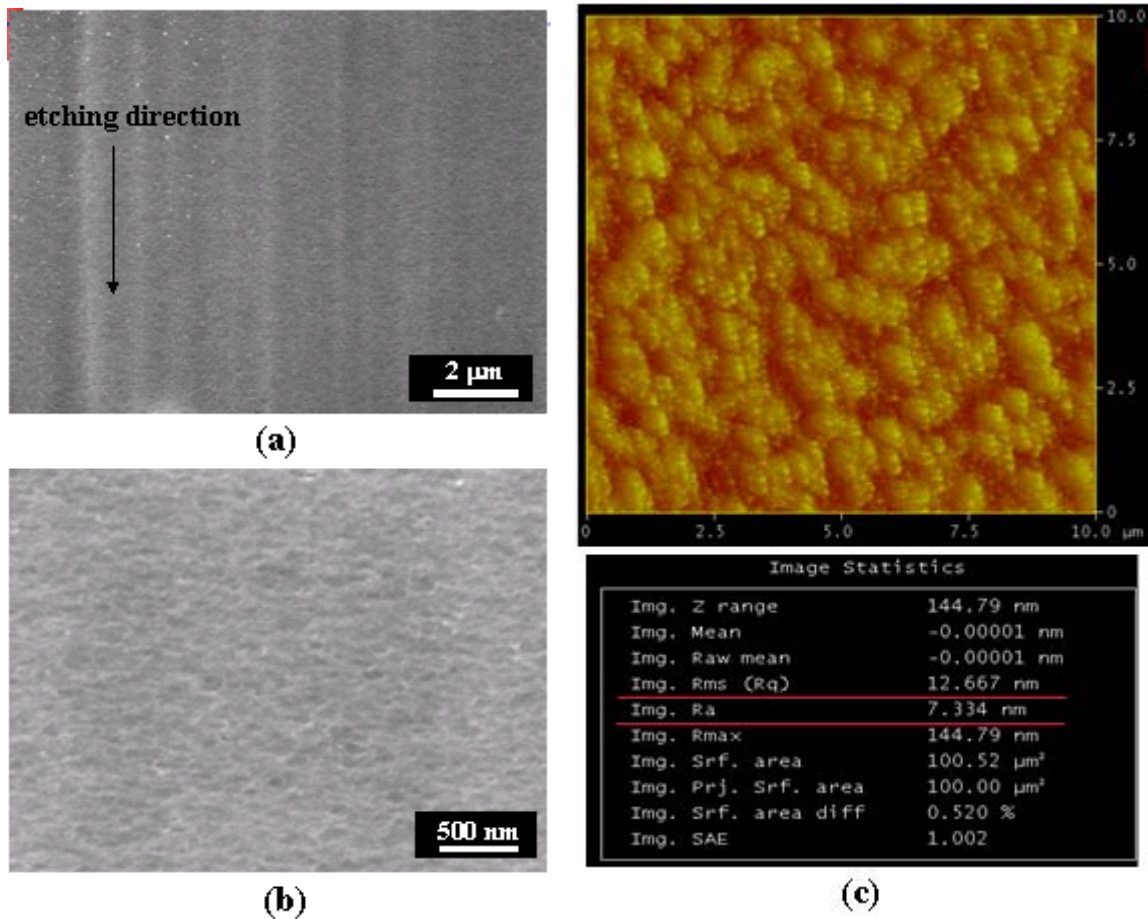 etching direction
2 μm
(a)
500 nm
(b)
10.0
7.5
5.0
2.5
0
0 2.5 5.0 7.5 10.0 μm
Image Statistics
Img. Z range 144.79 nm
Img. Mean -0.00001 nm
Img. Raw mean -0.00001 nm
Img. Rms (Rq) 12.667 nm
Img. Ra 7.334 nm
Img. Rmax 144.79 nm
Img. Srf. area 100.52 μm²
Img. Prj. Srf. area 100.00 μm²
Img. Srf. area diff 0.520 %
Img. SAE 1.002
(c)